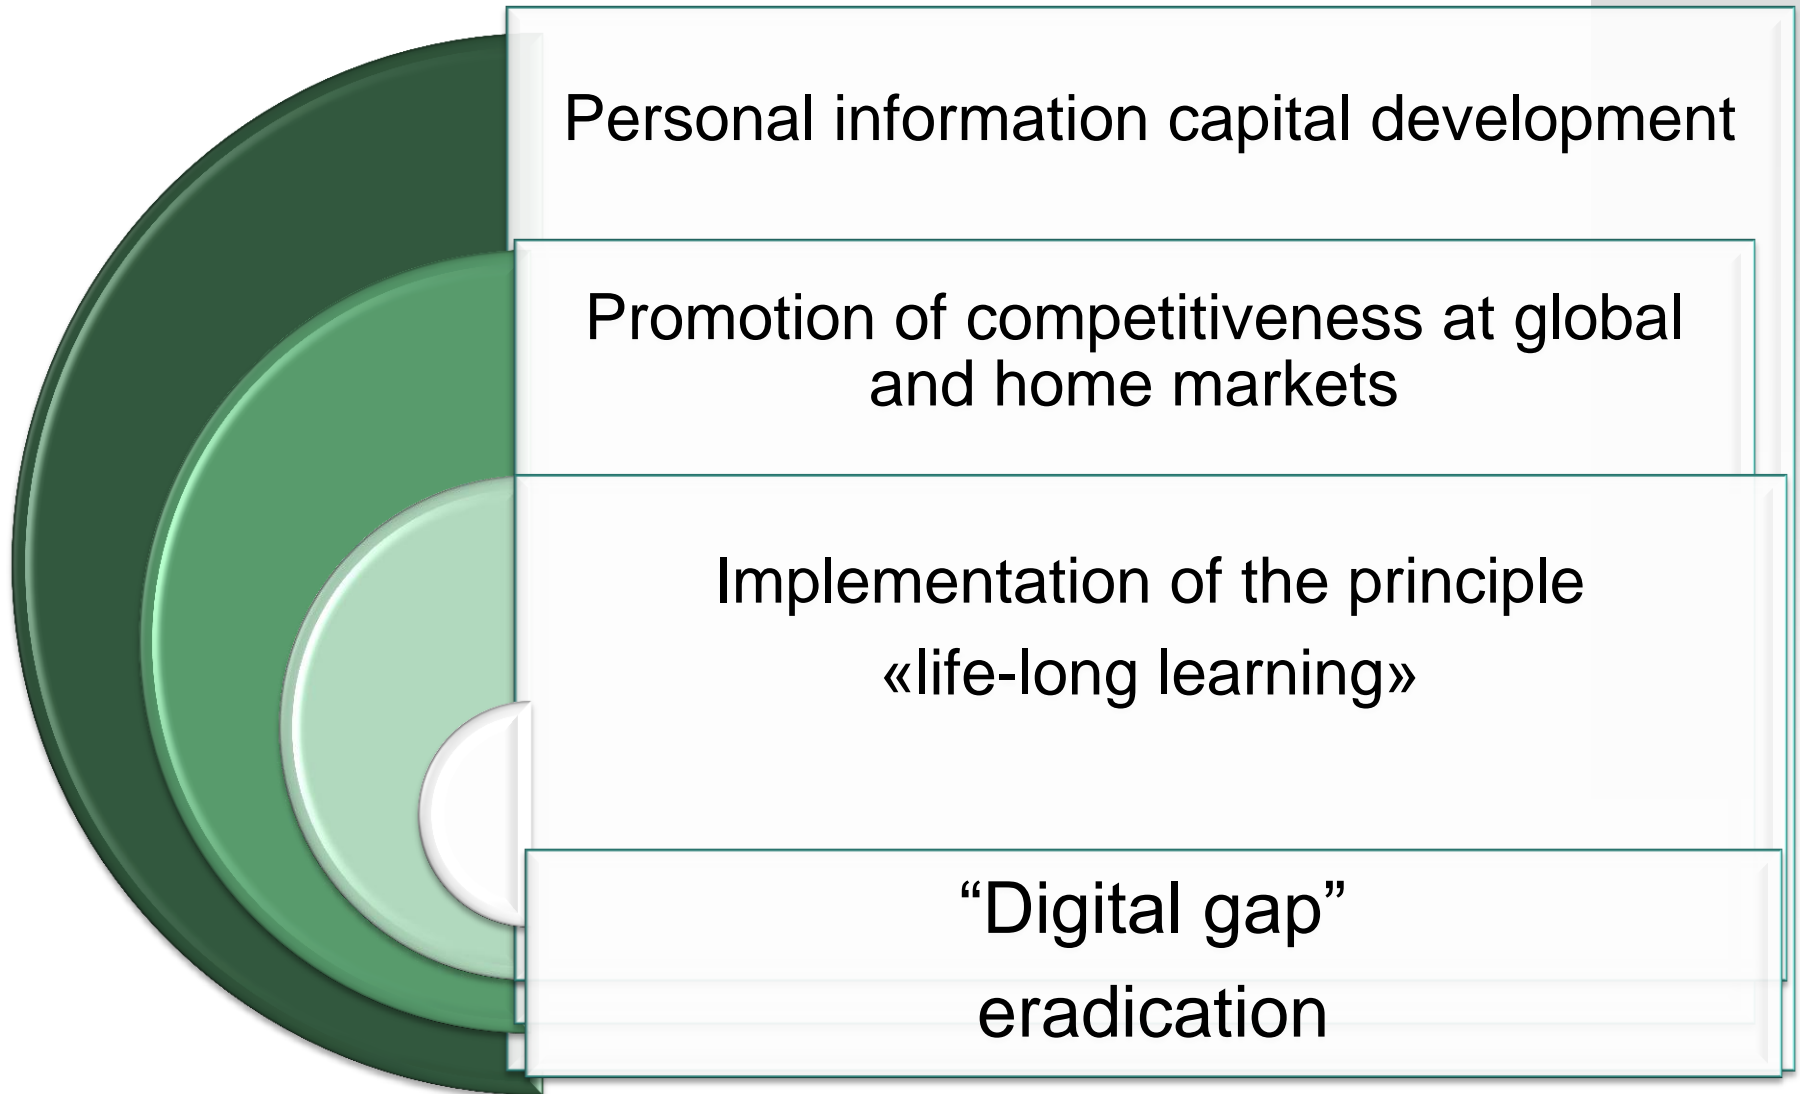 Personal information capital development
Promotion of competitiveness at global
and home markets
Implementation of the principle
«life-long learning»
“Digital gap”
eradication